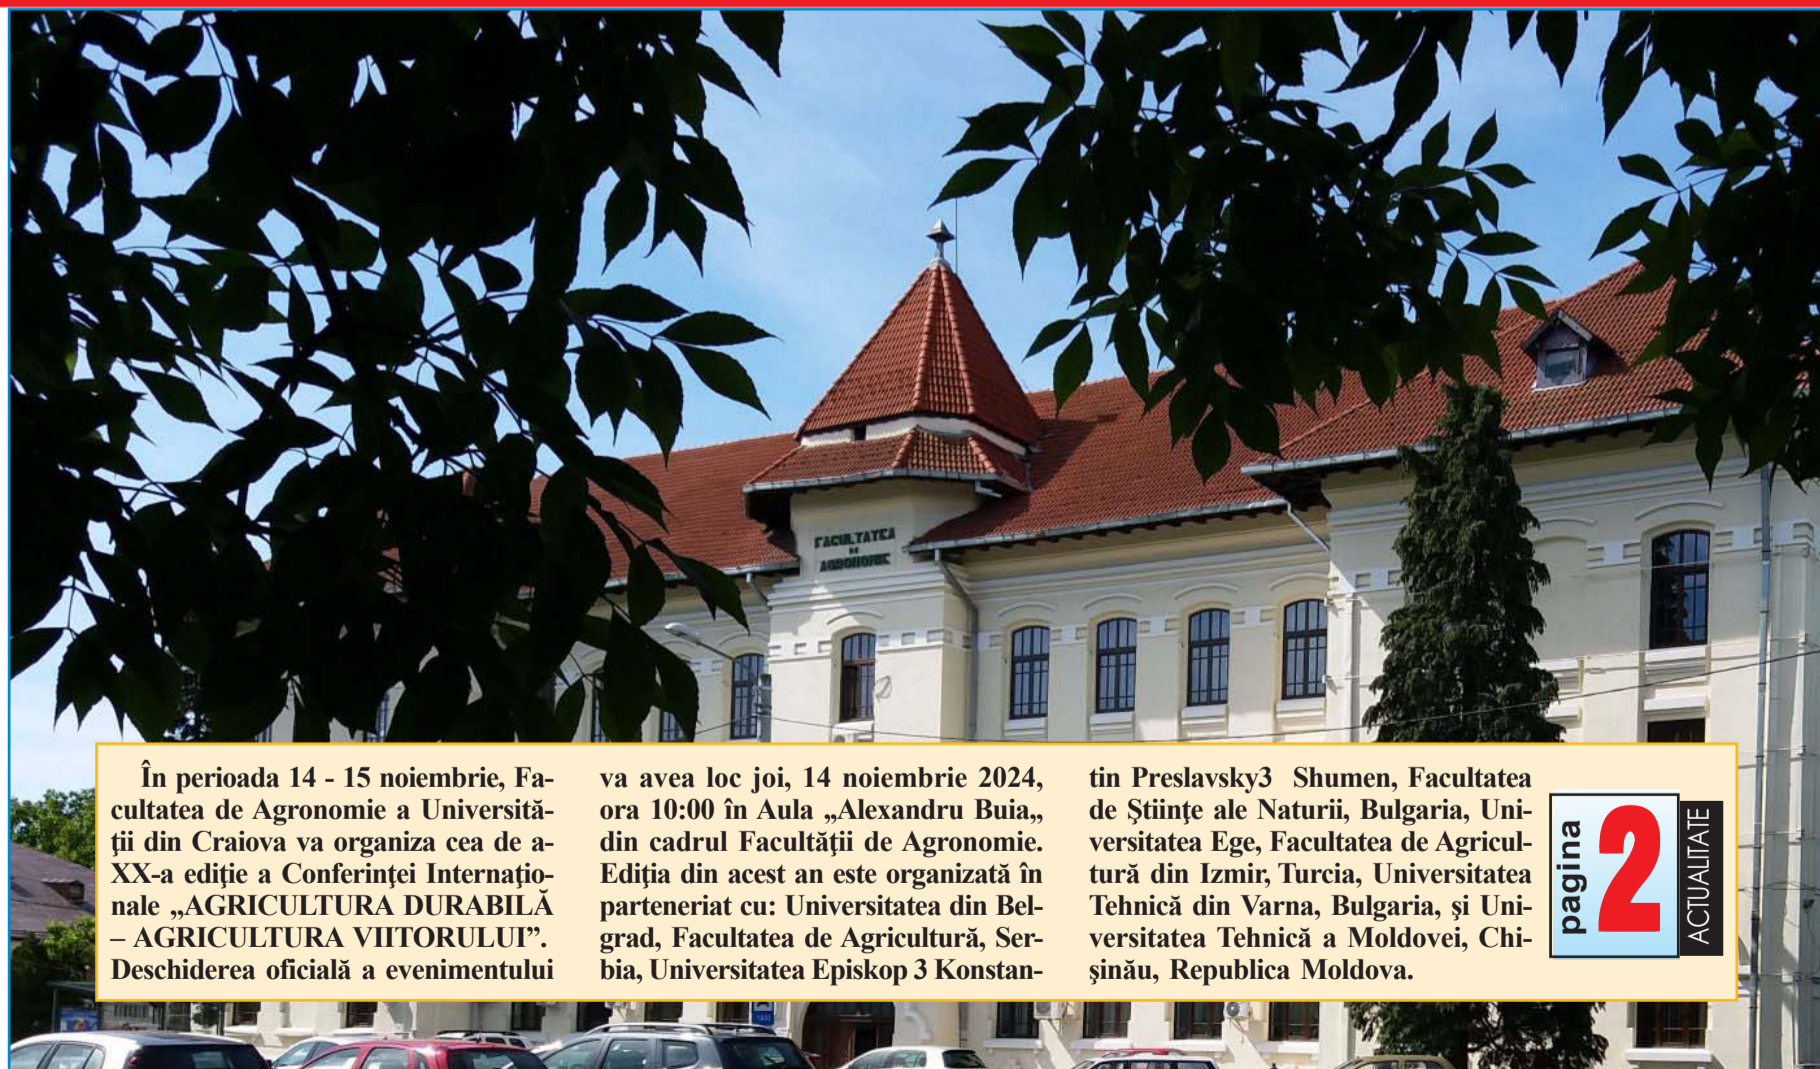 FACULTATEA
DE
AGRONOMIE
În perioada 14 - 15 noiembrie, Fa-
cultatea de Agronomie a Universită-
ţii din Craiova va organiza cea de a-
XX-a ediţie a Conferinţei Internaţio-
nale „AGRICULTURA DURABILĂ
– AGRICULTURA VIITORULUI”.
Deschiderea oficială a evenimentului
va avea loc joi, 14 noiembrie 2024,
ora 10:00 în Aula „Alexandru Buia„
din cadrul Facultăţii de Agronomie.
Ediţia din acest an este organizată în
parteneriat cu: Universitatea din Bel-
grad, Facultatea de Agricultură, Ser-
bia, Universitatea Episkop 3 Konstan-
tin Preslavsky3 Shumen, Facultatea
de Ştiinţe ale Naturii, Bulgaria, Uni-
versitatea Ege, Facultatea de Agricul-
tură din Izmir, Turcia, Universitatea
Tehnică din Varna, Bulgaria, şi Uni-
versitatea Tehnică a Moldovei, Chi-
şinău, Republica Moldova.
pagina
2
ACTUALITATE